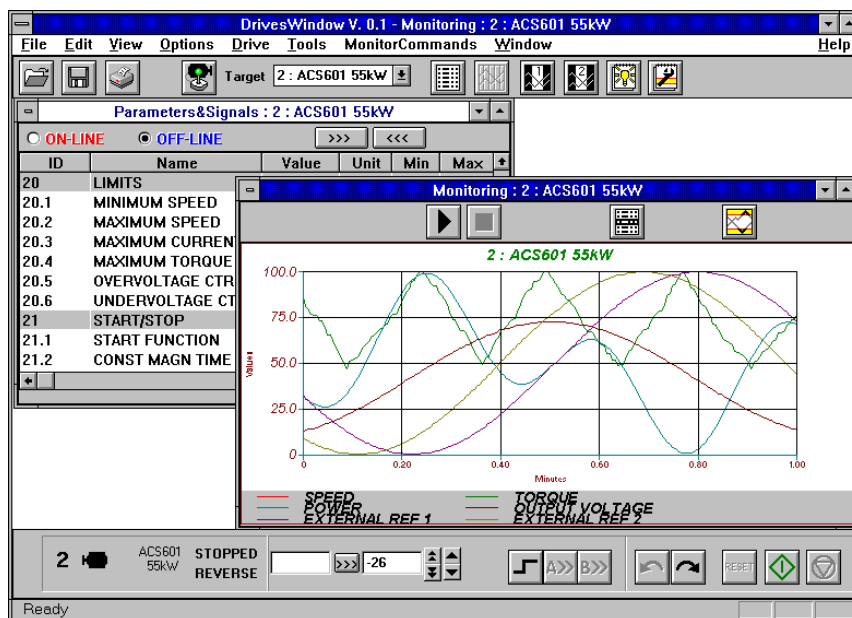 DrivesWindow V. 0.1 - Monitoring : 2 : ACS601 55kW
File Edit View Options Drive Tools MonitorCommands Window Help
Target 2 : ACS601 55kW 1 2
Parameters&Signals : 2 : ACS601 55kW
ON-LINE OFF-LINE >>> <<<
ID Name Value Unit Min Max
20 LIMITS
20.1 MINIMUM SPEED
20.2 MAXIMUM SPEED
20.3 MAXIMUM CURREN
20.4 MAXIMUM TORQUE
20.5 OVERVOLTAGE CTR
20.6 UNDERVOLTAGE CT
21 START/STOP
21.1 START FUNCTION
21.2 CONST MAGN TIME
Monitoring : 2 : ACS601 55kW
2 : ACS601 55kW
100.0
75.0
50.0
25.0
0
Values
0 0.20 0.40 0.60 0.80 1.00
Minutes
SPEED TORQUE
POWER OUTPUT VOLTAGE
EXTERNAL REF 1 EXTERNAL REF 2
2 ACS601 55kW STOPPED REVERSE >>> -26 A>> B>> RESET
Ready